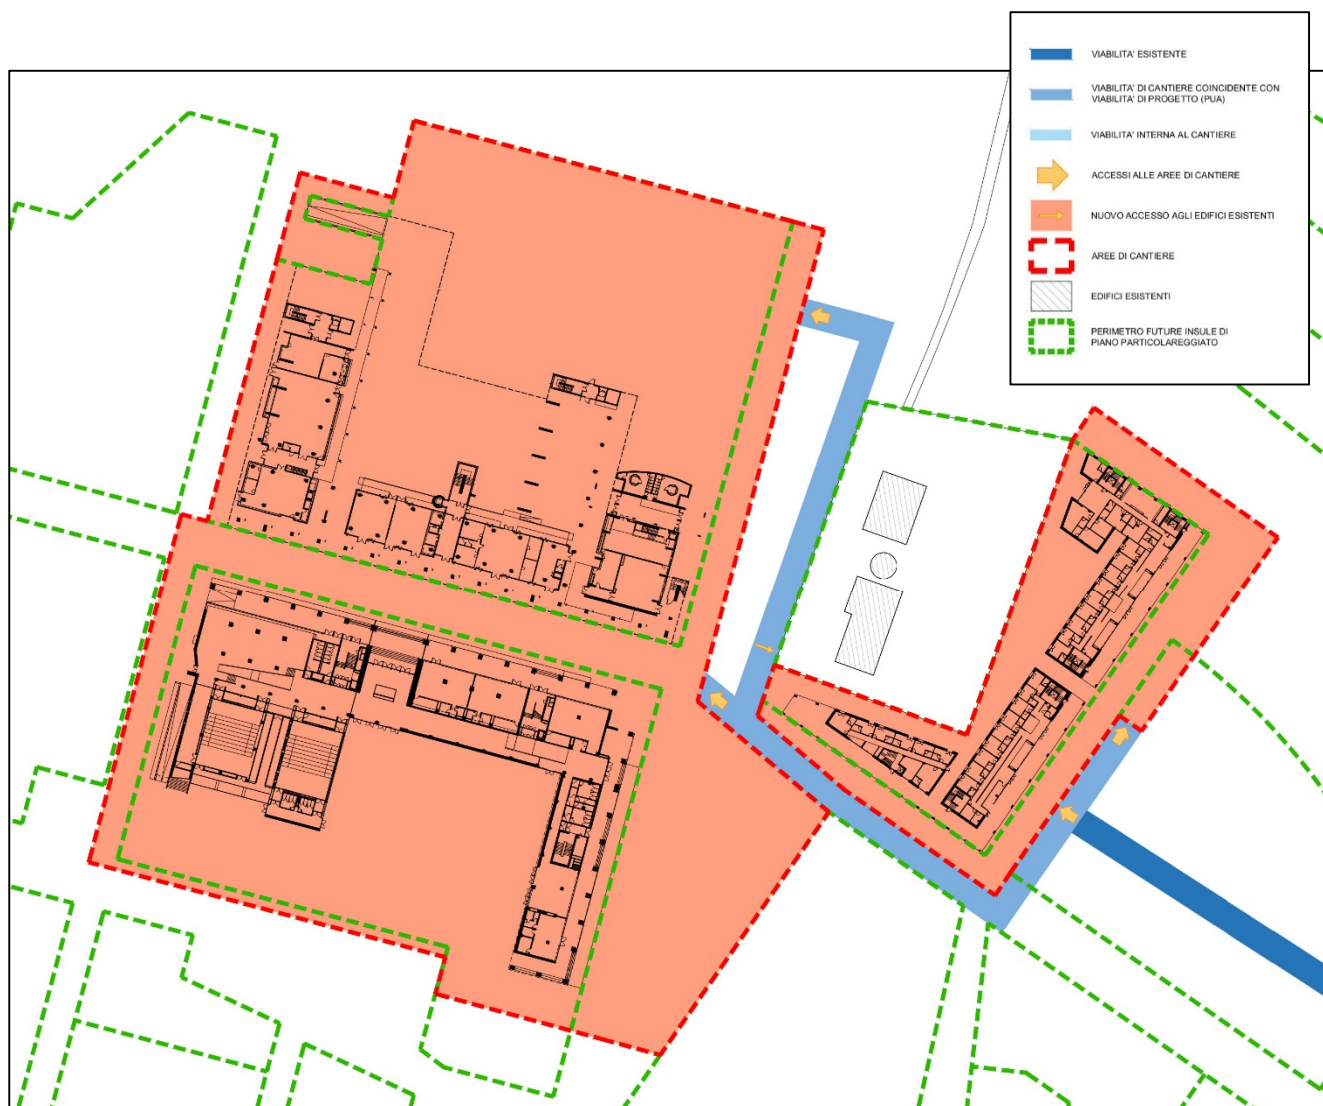 VIABILITA' ESISTENTE
VIABILITA' DI CANTIERE COINCIDENTE CON
VIABILITA' DI PROGETTO (PUA)
VIABILITA' INTERNA AL CANTIERE
ACCESSI ALLE AREE DI CANTIERE
NUOVO ACCESSO AGLI EDIFICI ESISTENTI
AREE DI CANTIERE
EDIFICI ESISTENTI
PERIMETRO FUTURE INSULE DI
PIANO PARTICOLAREGGIATO